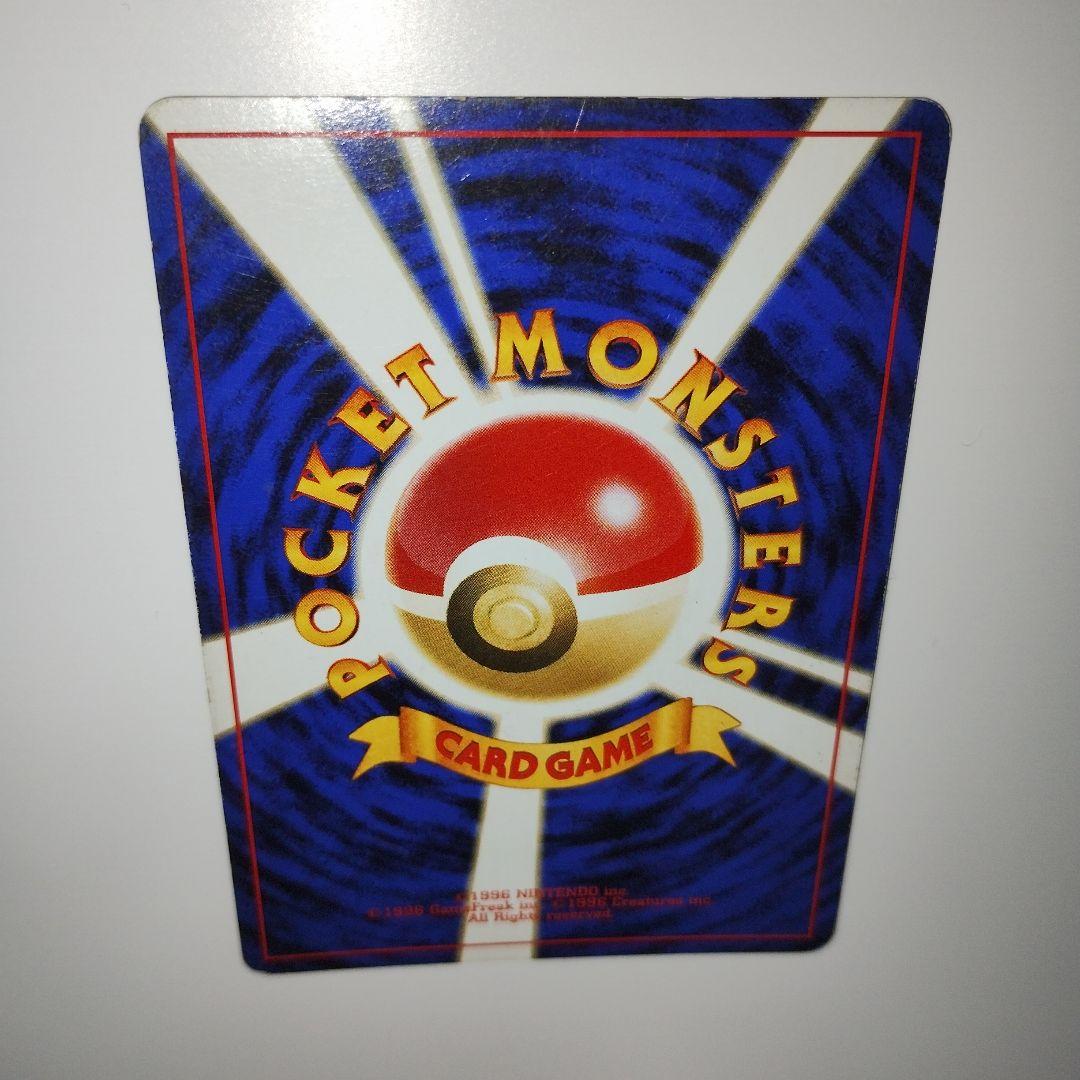 POCKET MONSTERS
CARD GAME
©1996 NINTENDO inc.
©1996 GameFreak inc. ©1996 Creatures inc.
All Rights reserved.